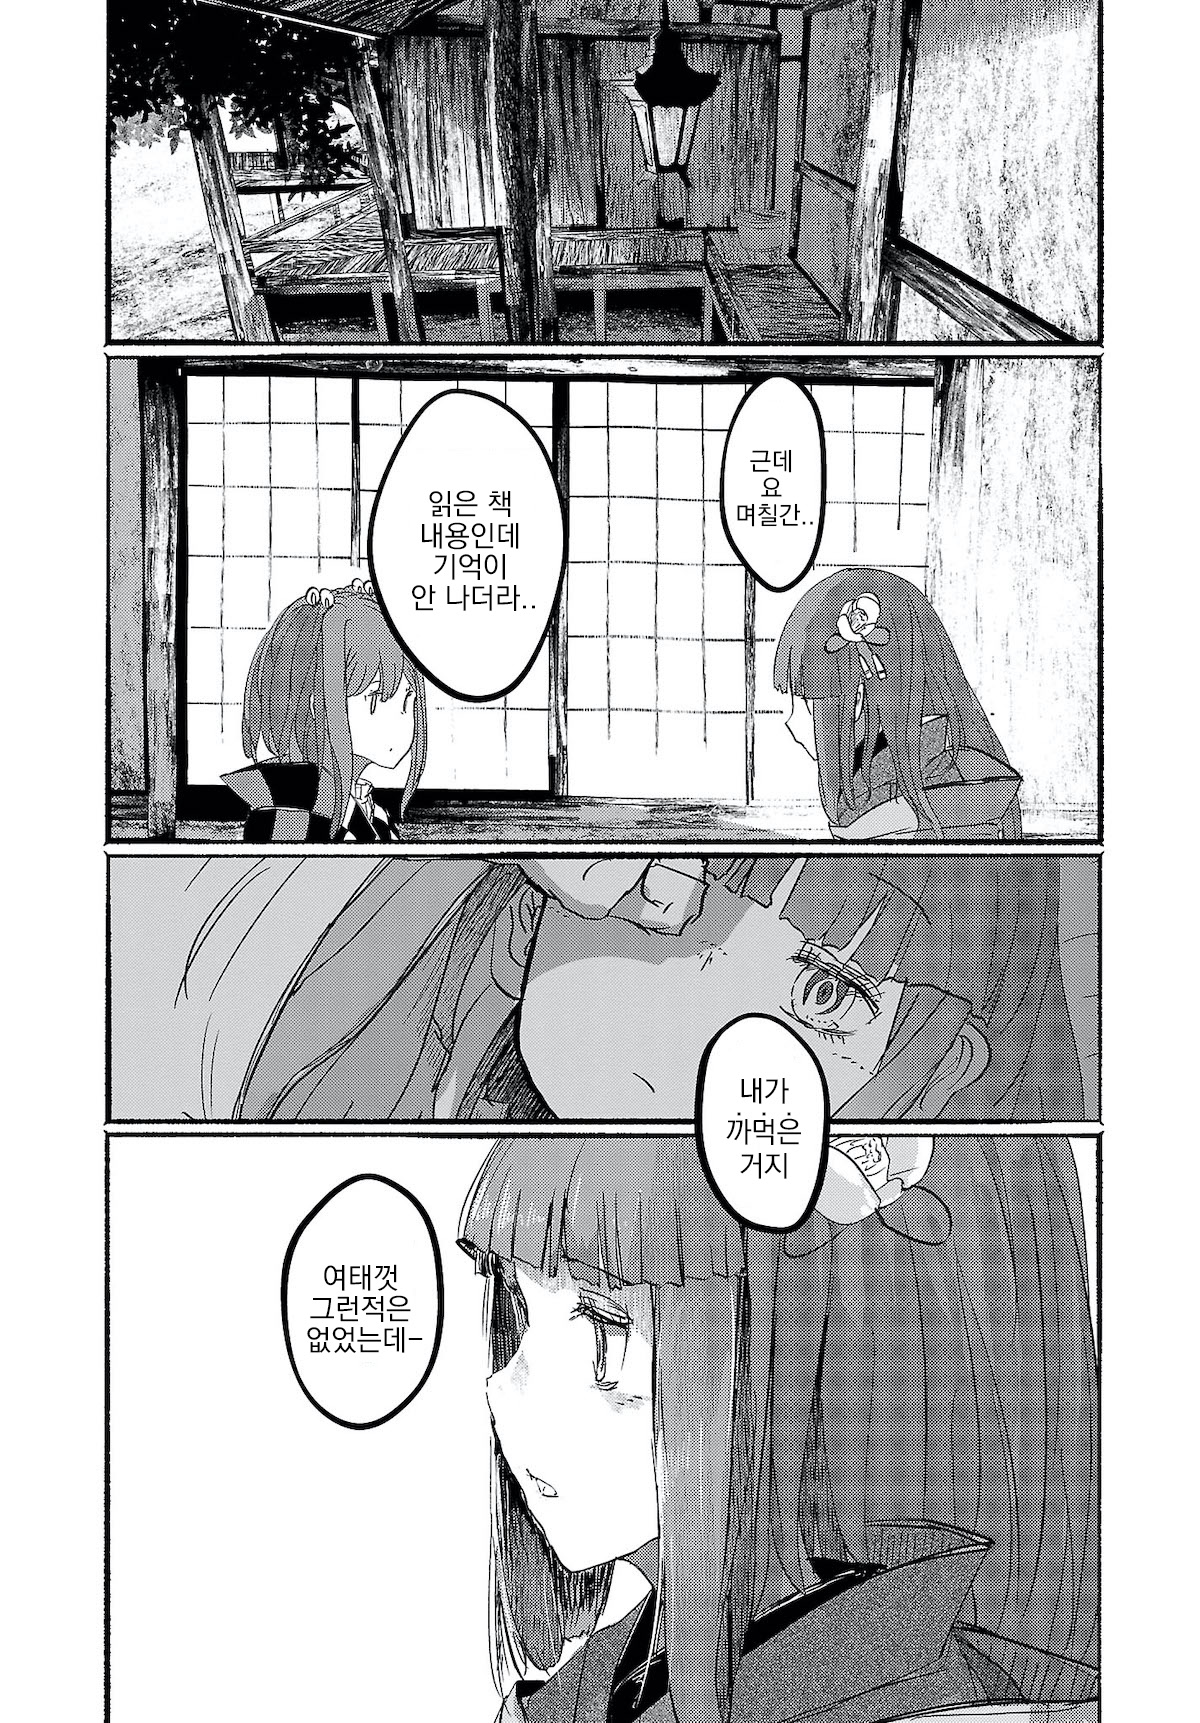 근데
요
며칠간..
읽은 책
내용인데
기억이
안 나더라..
내가
까먹은
거지
여태껏
그런적은
없었는데-